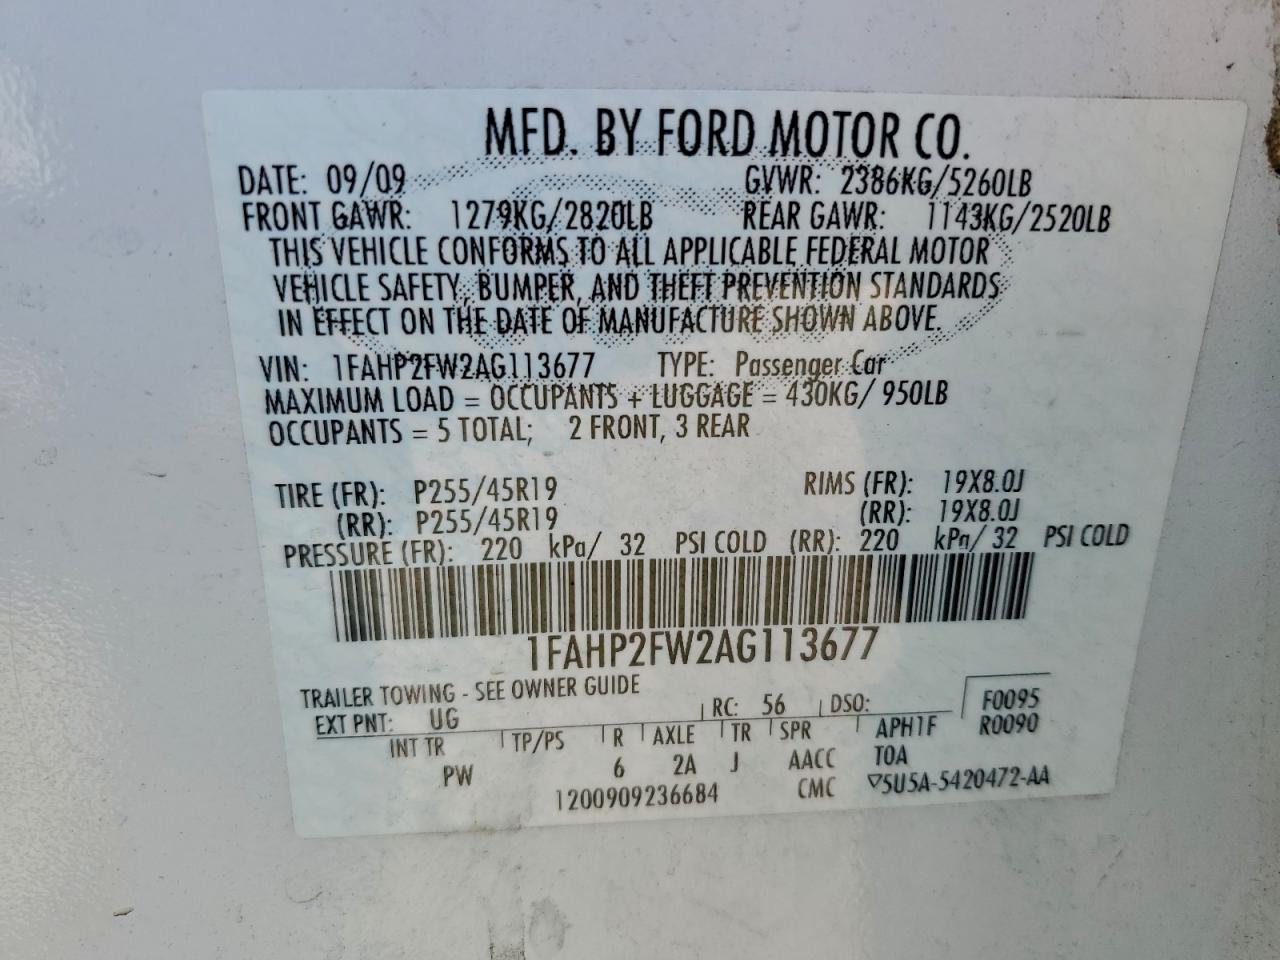 MFD. BY FORD MOTOR CO.
DATE: 09/09 GVWR: 2386KG/5260LB
FRONT GAWR: 1279KG/2820LB REAR GAWR: 1143KG/2520LB
THIS VEHICLE CONFORMS TO ALL APPLICABLE FEDERAL MOTOR
VEHICLE SAFETY, BUMPER, AND THEFT PREVENTION STANDARDS
IN EFFECT ON THE DATE OF MANUFACTURE SHOWN ABOVE.
VIN: 1FAHP2FW2AG113677 TYPE: Passenger Car
MAXIMUM LOAD = OCCUPANTS + LUGGAGE = 430KG/ 950LB
OCCUPANTS = 5 TOTAL; 2 FRONT, 3 REAR
TIRE (FR): P255/45R19 RIMS (FR): 19X8.0J
(RR): P255/45R19 (RR): 19X8.0J
PRESSURE (FR): 220 kPa/ 32 PSI COLD (RR): 220 kPa/ 32 PSI COLD
1FAHP2FW2AG113677
TRAILER TOWING - SEE OWNER GUIDE
EXT PNT: UG RC: 56 DSO: F0095
R0090
INT TR TP/PS R AXLE TR SPR APH1F
PW 6 2A J AACC TOA
1200909236684 CMC ▽5U5A-5420472-AA